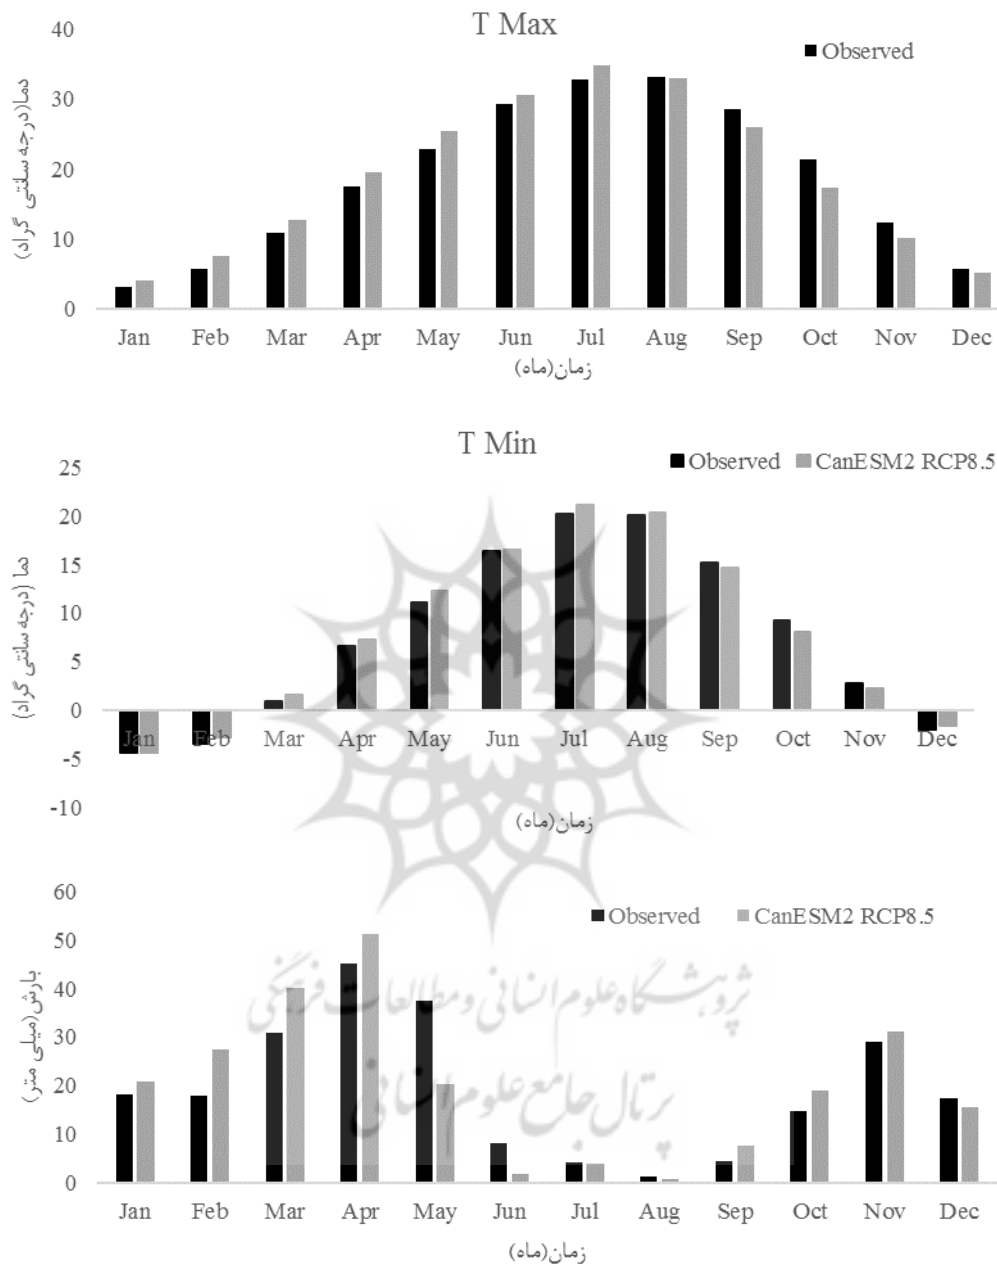 T Max
Observed
40
30
20
10
0
دما(درجه سانتی گراد)
Jan Feb Mar Apr May Jun Jul Aug Sep Oct Nov Dec
زمان(ماه)
T Min
Observed CanESM2 RCP8.5
25
20
15
10
5
0
-5
-10
دما (درجه سانتی گراد)
Jan Feb Mar Apr May Jun Jul Aug Sep Oct Nov Dec
زمان(ماه)
Observed CanESM2 RCP8.5
60
50
40
30
20
10
0
بارش(میلی متر)
پژوهشگاه علوم انسانی و مطالعات فرهنگی
پرتال جامع علوم انسانی
Jan Feb Mar Apr May Jun Jul Aug Sep Oct Nov Dec
زمان(ماه)